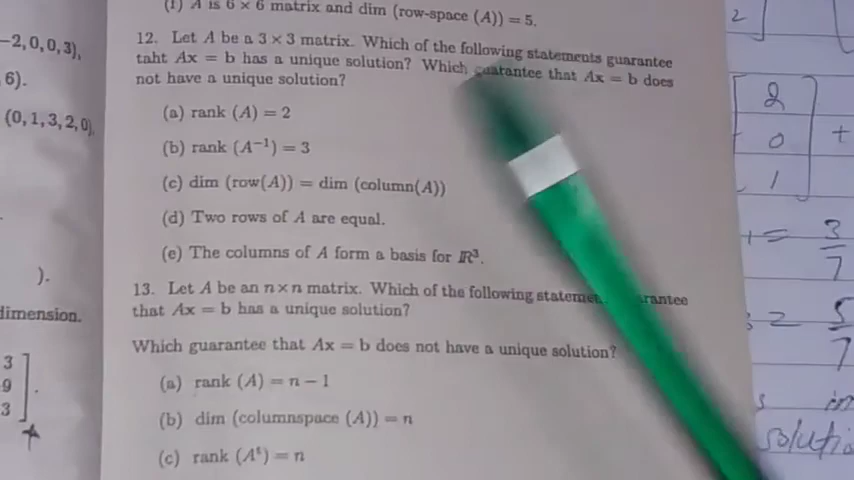 (f) A is 6 × 6 matrix and dim (row-space (A)) = 5.
−2, 0, 0, 3),
6).
(0, 1, 3, 2, 0)
).
dimension.
3
9
3
12. Let A be a 3 × 3 matrix. Which of the following statements guarantee
taht Ax = b has a unique solution? Which guarantee that Ax = b does
not have a unique solution?
(a) rank (A) = 2
(b) rank (A⁻¹) = 3
(c) dim (row(A)) = dim (column(A))
(d) Two rows of A are equal.
(e) The columns of A form a basis for ℝ³.
13. Let A be an n × n matrix. Which of the following
that Ax = b has a unique solution?
Which guarantee that Ax = b does not have a unique solution?
(a) rank (A) = n − 1
(b) dim (columnspace (A)) = n
(c) rank (Aᵗ) = n
2
2
0 +
1
= 3/7
= 5/7